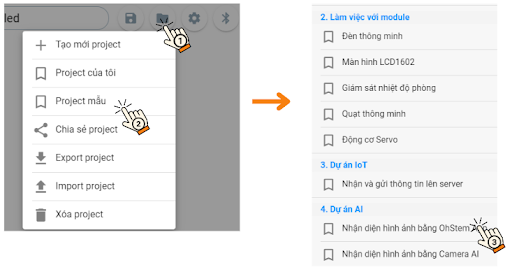 led
1
Tạo mới project
Project của tôi
Project mẫu
2
Chia sẻ project
Export project
Import project
Xóa project
2. Làm việc với module
Đèn thông minh
Màn hình LCD1602
Giám sát nhiệt độ phòng
Quạt thông minh
Động cơ Servo
3. Dự án IoT
Nhận và gửi thông tin lên server
4. Dự án AI
Nhận diện hình ảnh bằng OhStem
3
Nhận diện hình ảnh bằng Camera AI